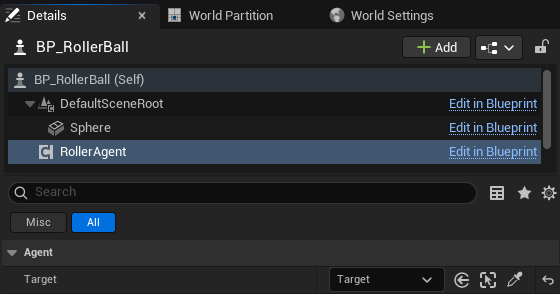 Details × World Partition World Settings
BP_RollerBall + Add
BP_RollerBall (Self)
DefaultSceneRoot Edit in Blueprint
Sphere Edit in Blueprint
RollerAgent Edit in Blueprint
Search
Misc All
Agent
Target Target